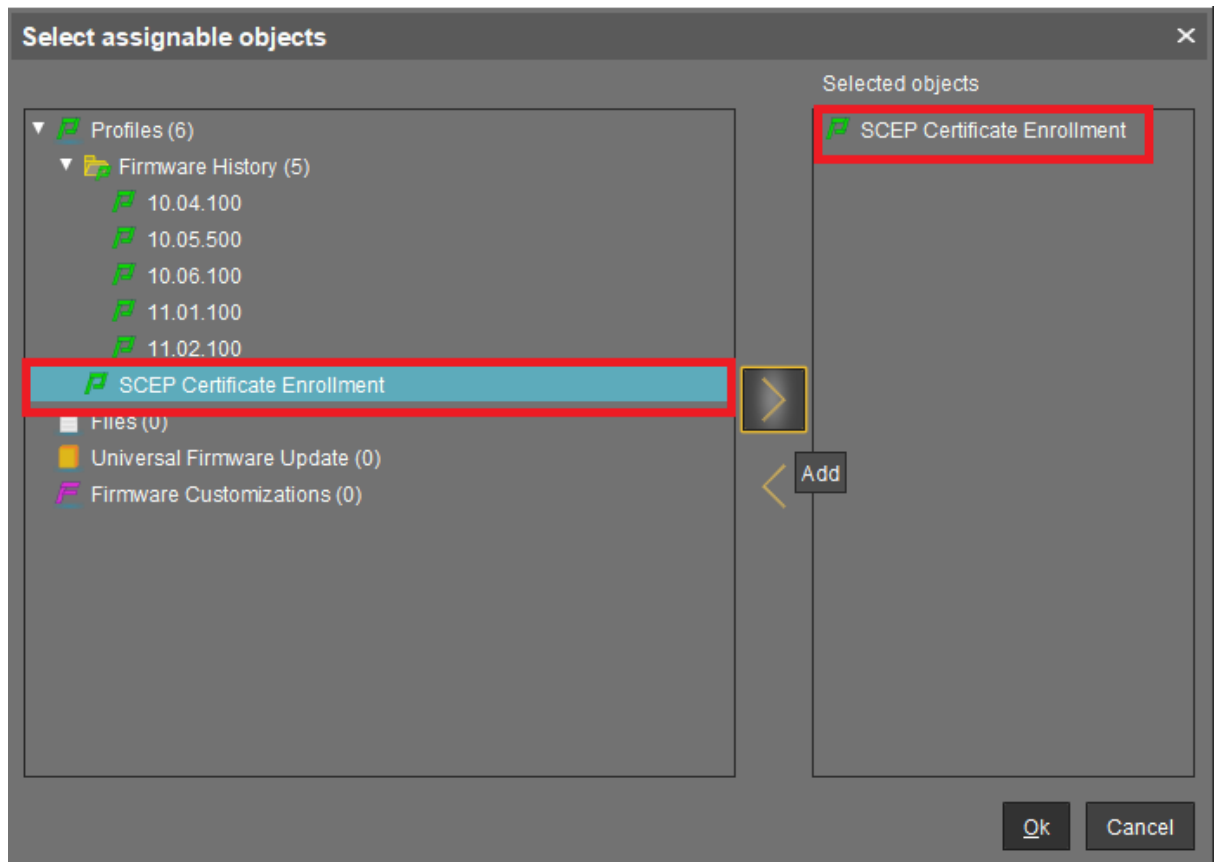 Select assignable objects
Selected objects
Profiles (6)
Firmware History (5)
10.04.100
10.05.500
10.06.100
11.01.100
11.02.100
SCEP Certificate Enrollment
Files (0)
Universal Firmware Update (0)
Firmware Customizations (0)
SCEP Certificate Enrollment
Add
Ok
Cancel